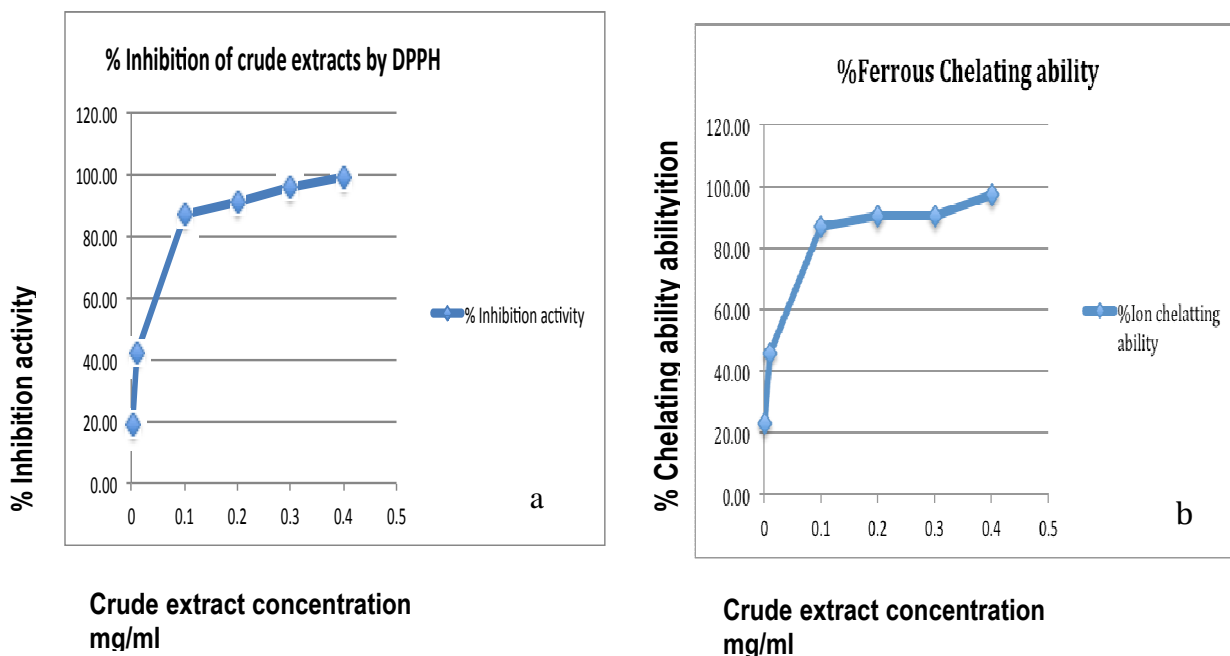 % Inhibition of crude extracts by DPPH
% Inhibition activity
120.00
100.00
80.00
60.00
40.00
20.00
0.00
0 0.1 0.2 0.3 0.4 0.5
% Inhibition activity
a
Crude extract concentration
mg/ml
%Ferrous Chelating ability
% Chelating ability abilityition
120.00
100.00
80.00
60.00
40.00
20.00
0.00
0 0.1 0.2 0.3 0.4 0.5
%Ion chelatting
ability
b
Crude extract concentration
mg/ml